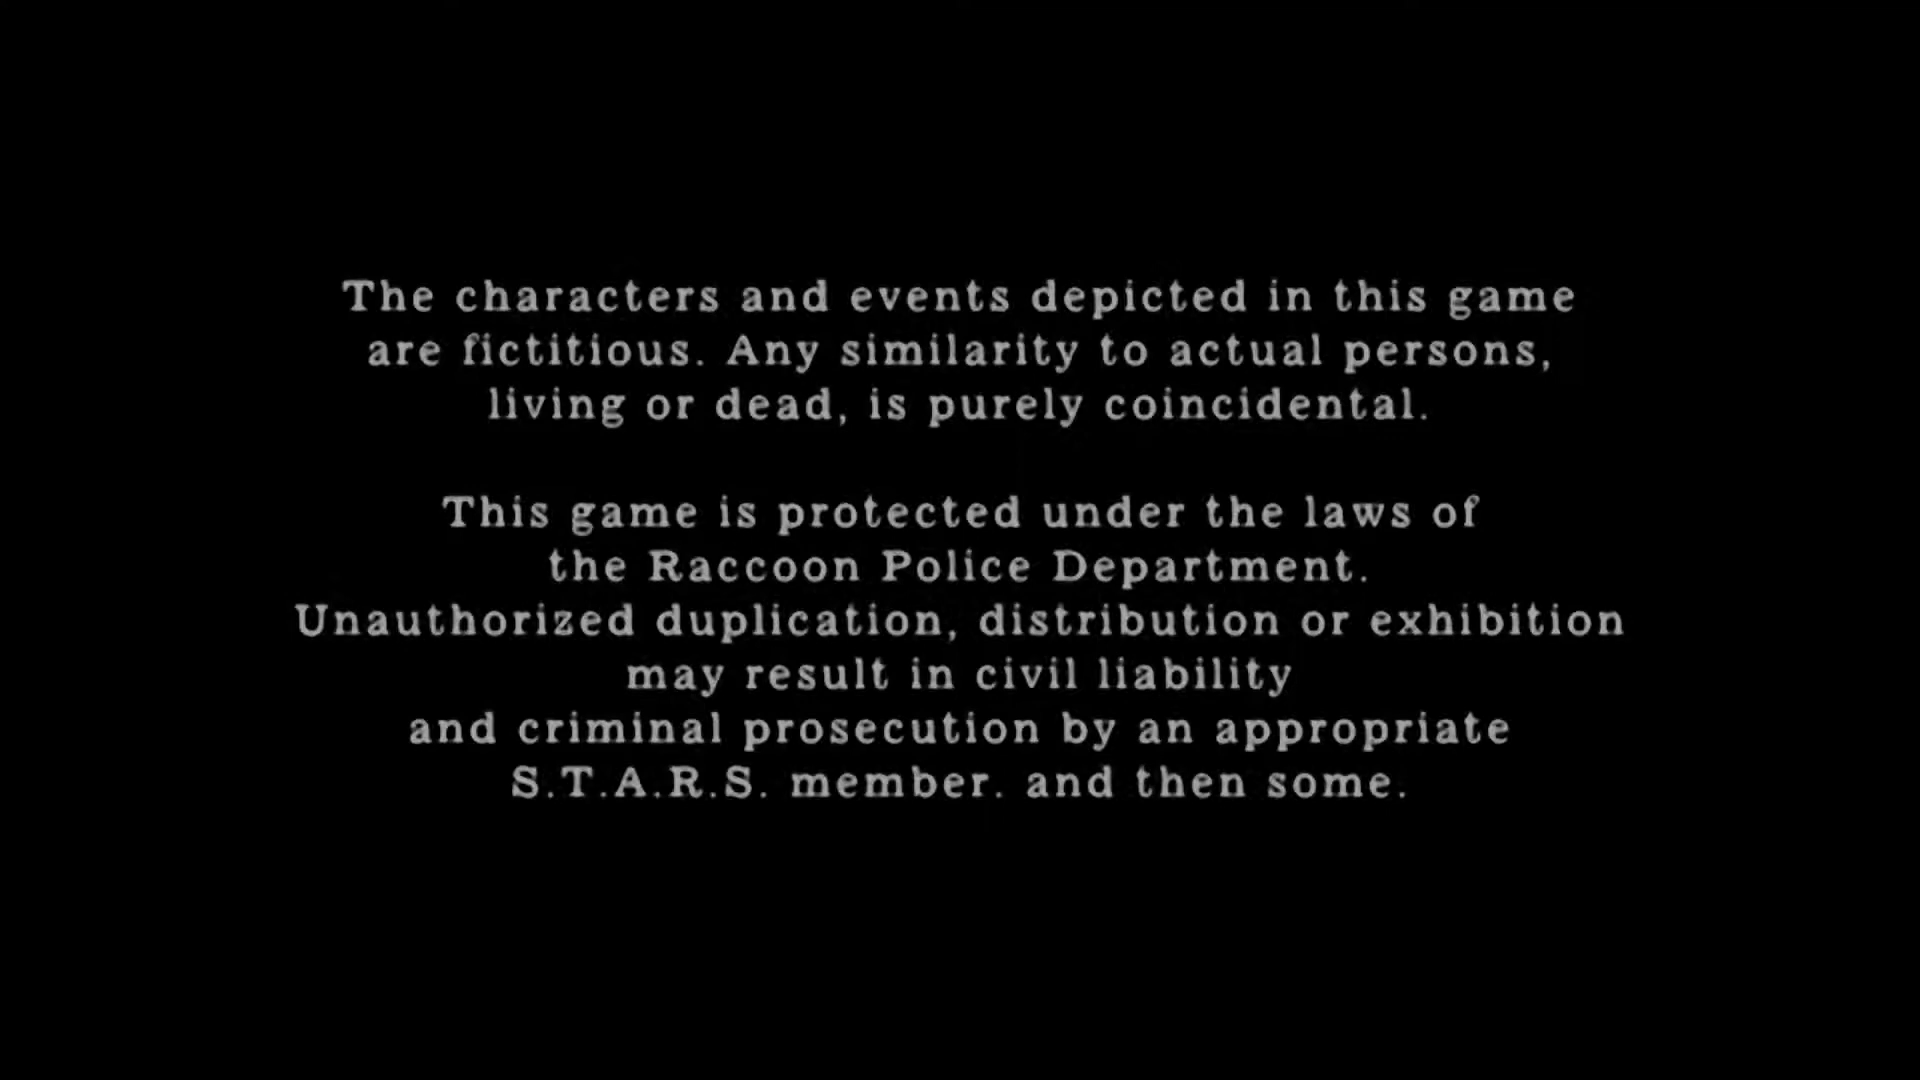 The characters and events depicted in this game
are fictitious. Any similarity to actual persons,
living or dead, is purely coincidental.
This game is protected under the laws of
the Raccoon Police Department.
Unauthorized duplication, distribution or exhibition
may result in civil liability
and criminal prosecution by an appropriate
S.T.A.R.S. member. and then some.